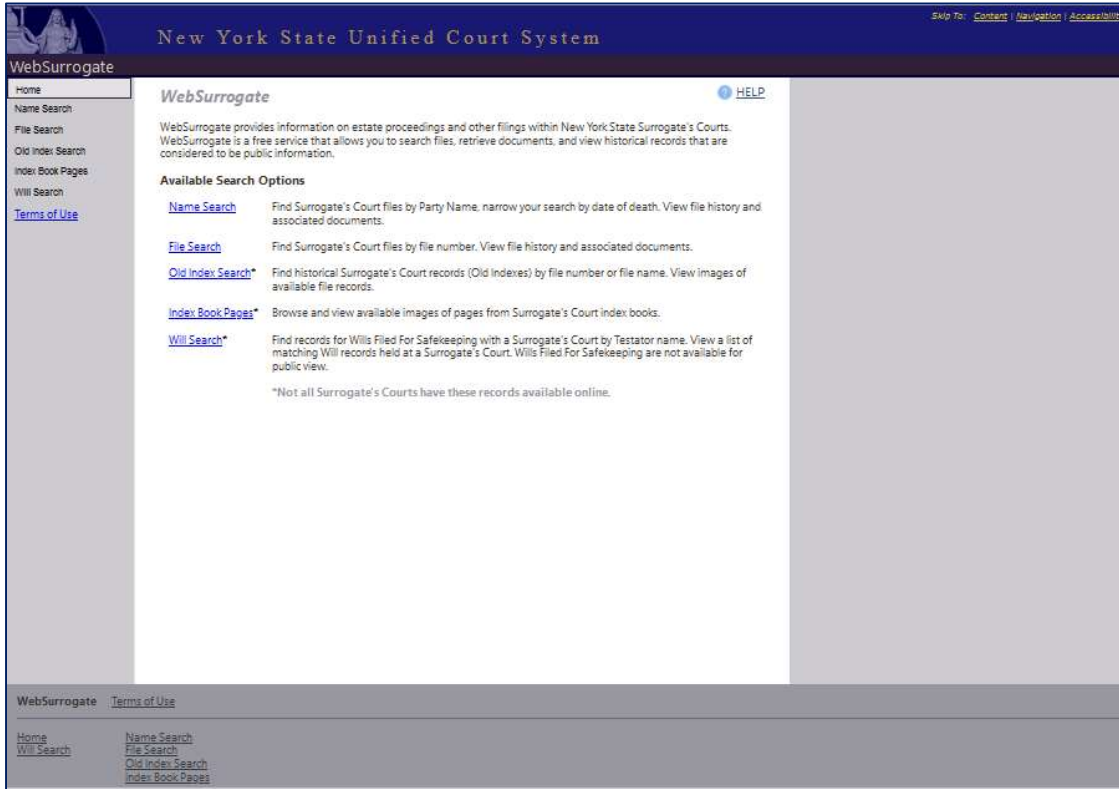 Skip To: Content | Navigation | Accessibilit
New York State Unified Court System
WebSurrogate
Home
Name Search
File Search
Old Index Search
Index Book Pages
Will Search
Terms of Use
WebSurrogate
HELP
WebSurrogate provides information on estate proceedings and other filings within New York State Surrogate's Courts.
WebSurrogate is a free service that allows you to search files, retrieve documents, and view historical records that are
considered to be public information.
Available Search Options
Name Search Find Surrogate's Court files by Party Name, narrow your search by date of death. View file history and
associated documents.
File Search Find Surrogate's Court files by file number. View file history and associated documents.
Old Index Search* Find historical Surrogate's Court records (Old Indexes) by file number or file name. View images of
available file records.
Index Book Pages* Browse and view available images of pages from Surrogate's Court index books.
Will Search* Find records for Wills Filed For Safekeeping with a Surrogate's Court by Testator name. View a list of
matching Will records held at a Surrogate's Court. Wills Filed For Safekeeping are not available for
public view.
*Not all Surrogate's Courts have these records available online.
WebSurrogate Terms of Use
Home Name Search
Will Search File Search
Old Index Search
Index Book Pages